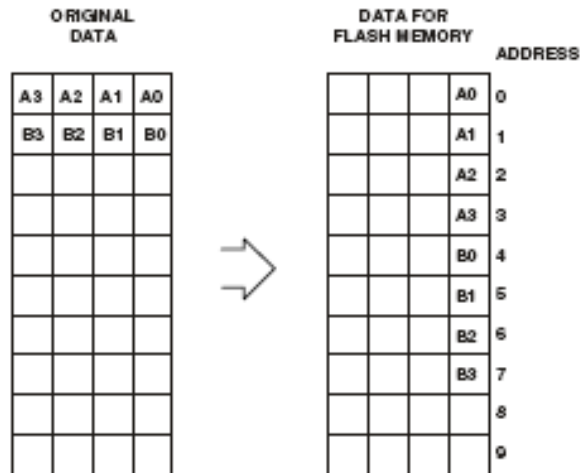 ORIGINAL
DATA
DATA FOR
FLASH MEMORY
ADDRESS
A3 A2 A1 A0
B3 B2 B1 B0
A0 0
A1 1
A2 2
A3 3
B0 4
B1 5
B2 6
B3 7
8
9